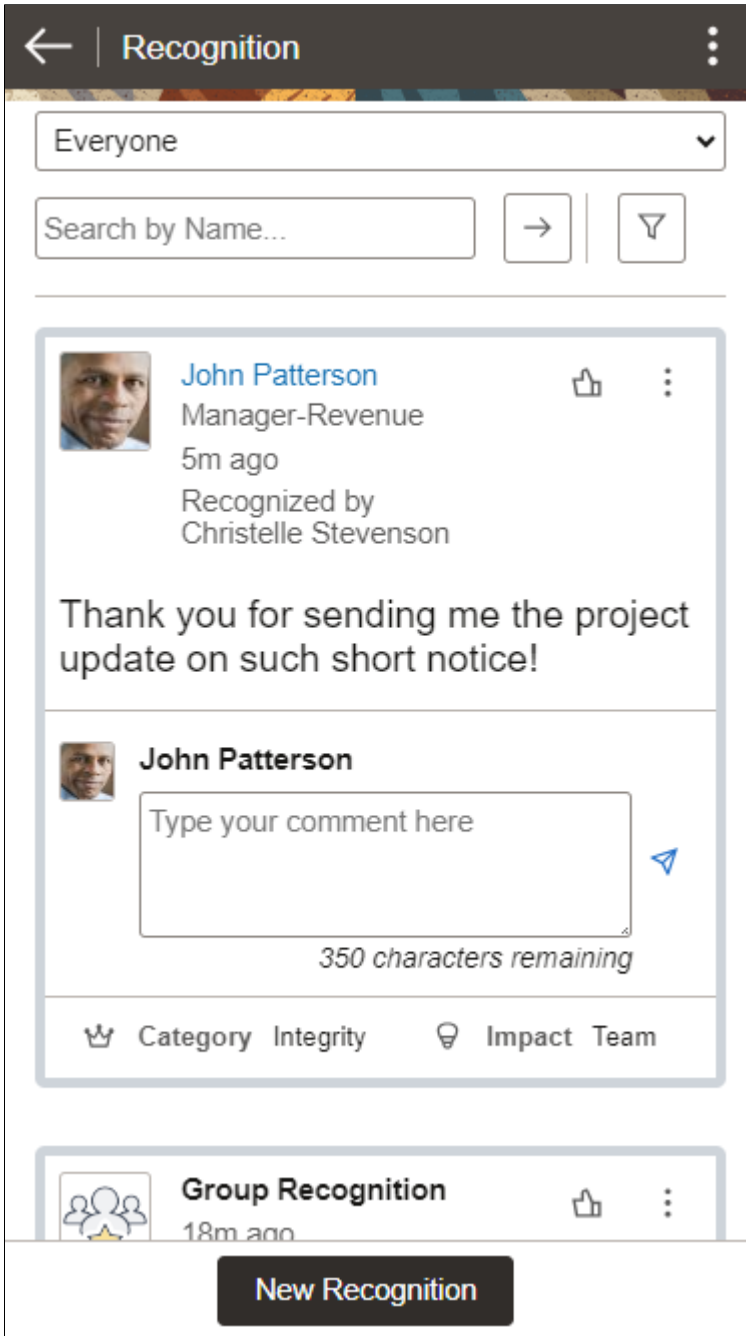 Recognition
Everyone
Search by Name...
John Patterson
Manager-Revenue
5m ago
Recognized by
Christelle Stevenson
Thank you for sending me the project
update on such short notice!
John Patterson
Type your comment here
350 characters remaining
Category Integrity Impact Team
Group Recognition
18m ago
New Recognition